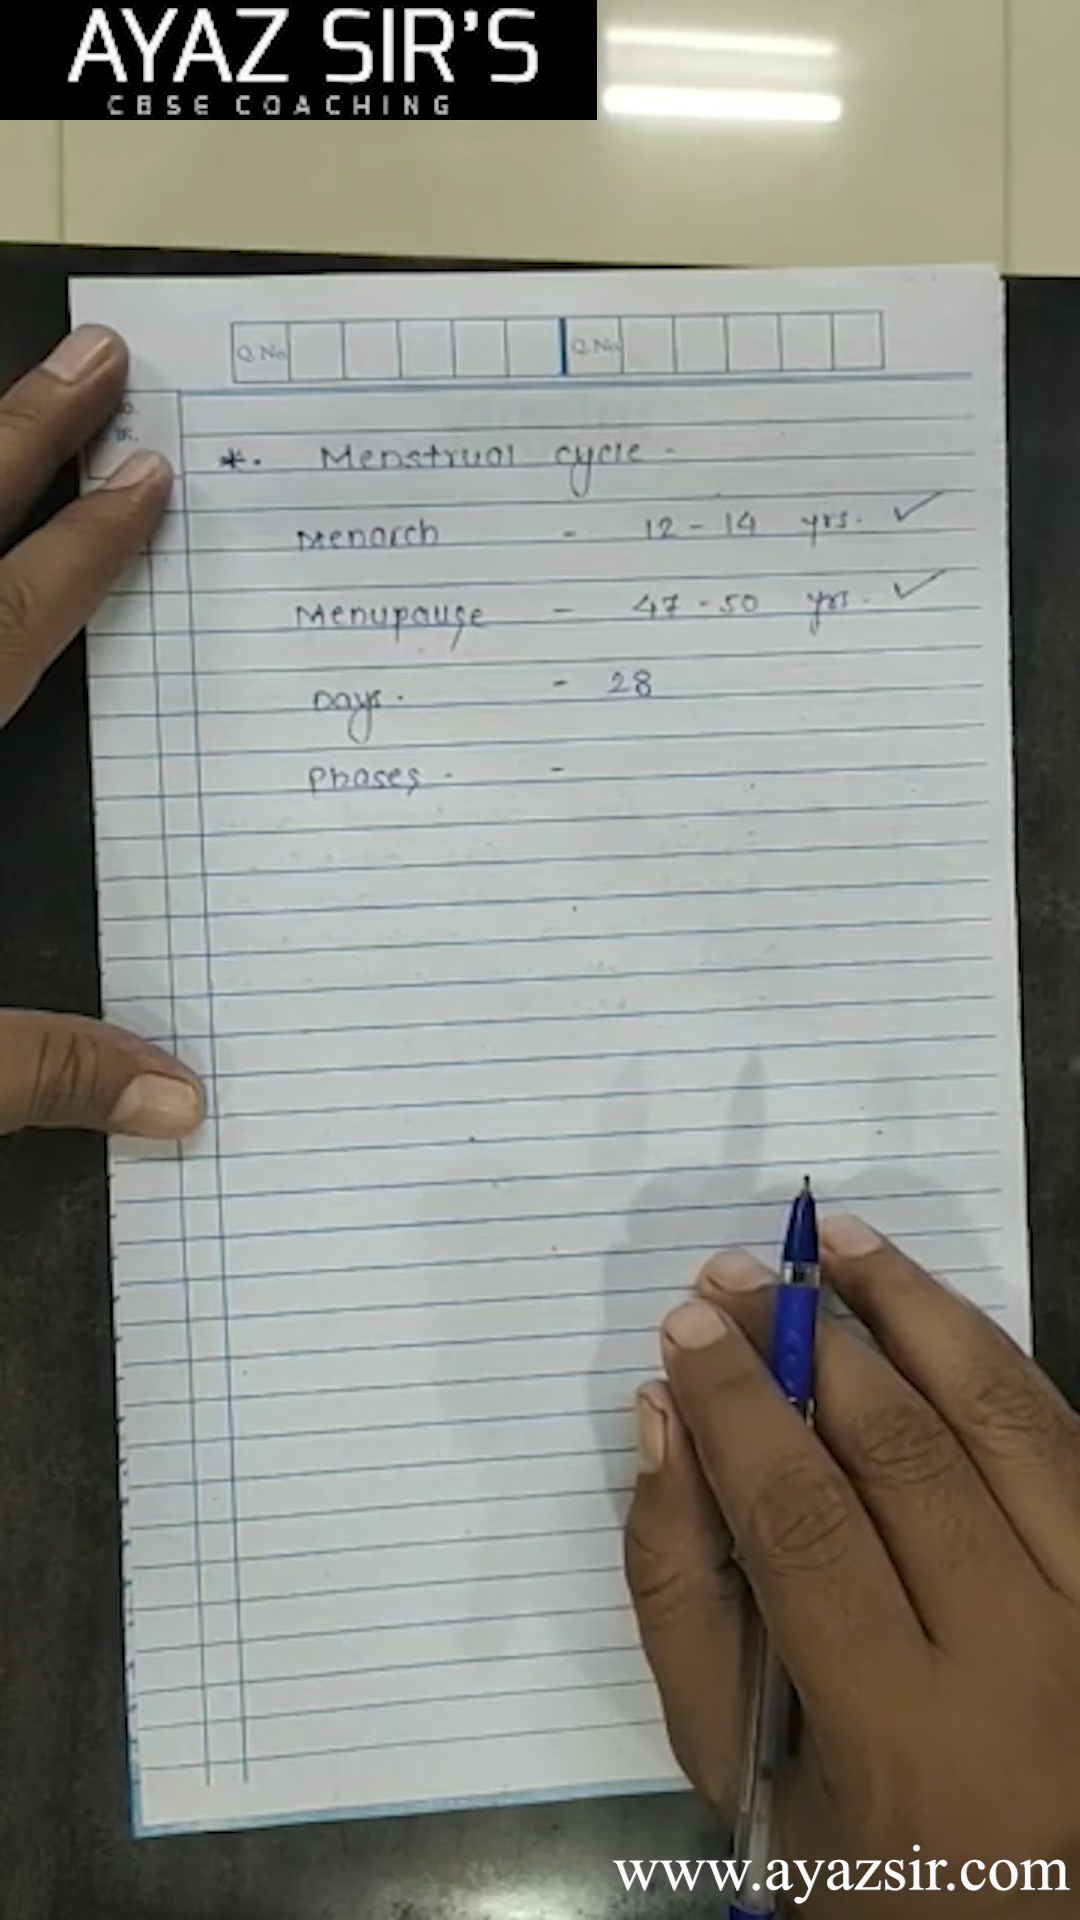 AYAZ SIR'S
CBSE COACHING
Q.No. Q.No.
*. Menstrual cycle -
Menarch - 12 - 14 yrs. ✓
Menupause - 47 - 50 yrs. ✓
Days. - 28
Phases. -
www.ayazsir.com